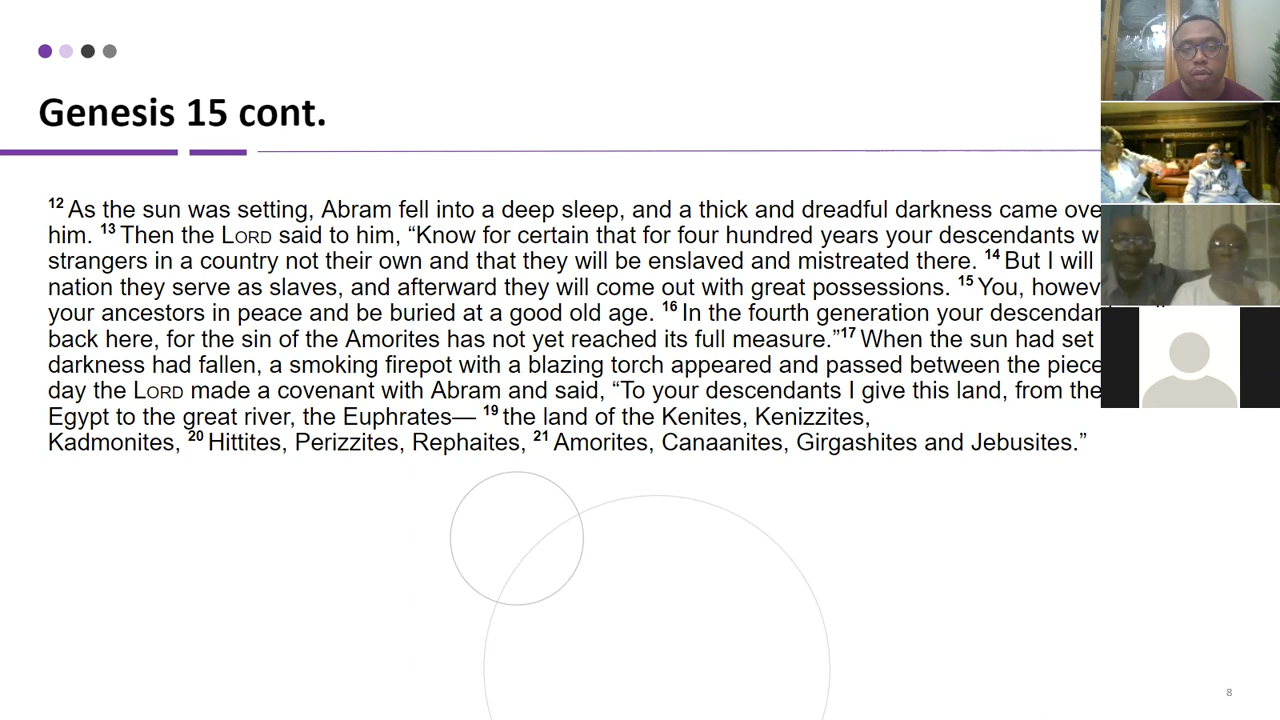 Genesis 15 cont.
12 As the sun was setting, Abram fell into a deep sleep, and a thick and dreadful darkness came
him. 13 Then the LORD said to him, “Know for certain that for four hundred years your descendants
strangers in a country not their own and that they will be enslaved and mistreated there. 14 But I will
nation they serve as slaves, and afterward they will come out with great possessions. 15 You,
your ancestors in peace and be buried at a good old age. 16 In the fourth generation your
back here, for the sin of the Amorites has not yet reached its full measure.”17 When the sun had set
darkness had fallen, a smoking firepot with a blazing torch appeared and passed between the
day the LORD made a covenant with Abram and said, “To your descendants I give this land, from the
Egypt to the great river, the Euphrates— 19 the land of the Kenites, Kenizzites,
Kadmonites, 20 Hittites, Perizzites, Rephaites, 21 Amorites, Canaanites, Girgashites and Jebusites.”
8